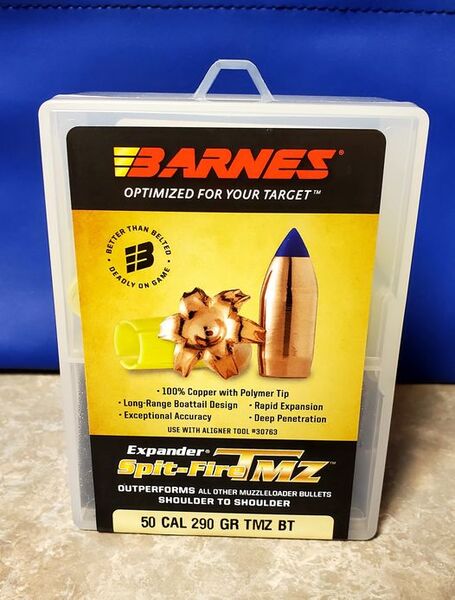 BARNES®
OPTIMIZED FOR YOUR TARGET™
BETTER THAN BELTED
B
DEADLY ON GAME
• 100% Copper with Polymer Tip
• Long-Range Boattail Design • Rapid Expansion
• Exceptional Accuracy • Deep Penetration
USE WITH ALIGNER TOOL #30763
Expander®
Spit-Fire TMZ™
OUTPERFORMS ALL OTHER MUZZLELOADER BULLETS
SHOULDER TO SHOULDER
50 CAL 290 GR TMZ BT